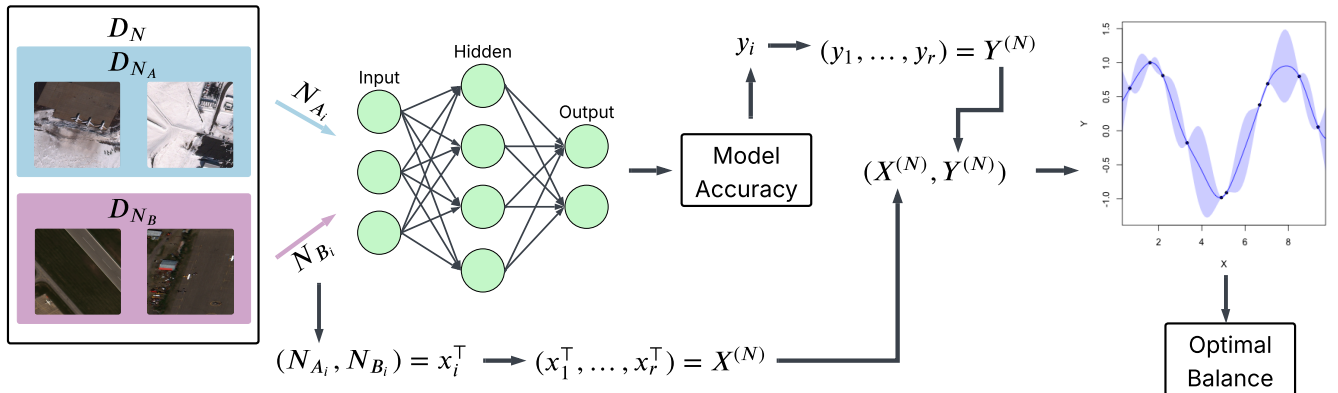 D_N
D_{N_A}
D_{N_B}
N_{A_i}
N_{B_i}
Input
Hidden
Output
Model
Accuracy
y_i
(y_1, …, y_r) = Y^{(N)}
(X^{(N)}, Y^{(N)})
(N_{A_i}, N_{B_i}) = x_i^⊤
(x_1^⊤, …, x_r^⊤) = X^{(N)}
Y
1.0
0.5
0.0
-0.5
-1.0
2 4 6 8
X
Optimal
Balance